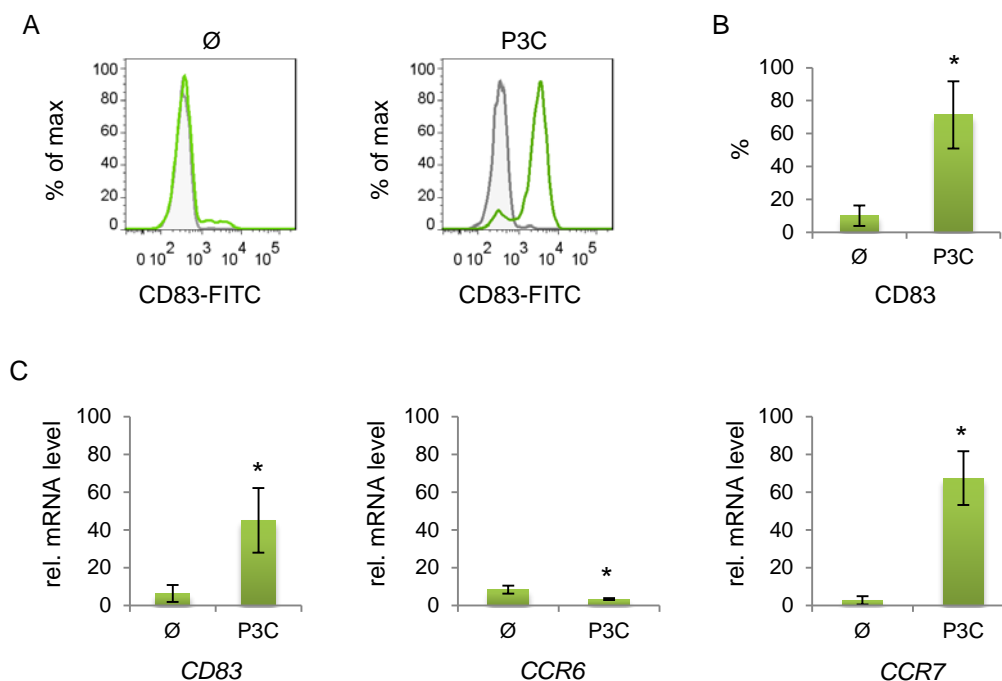 A
Ø
P3C
% of max
100
80
60
40
20
0
0 10² 10³ 10⁴ 10⁵
CD83-FITC
% of max
100
80
60
40
20
0
0 10² 10³ 10⁴ 10⁵
CD83-FITC
B
%
100
80
60
40
20
0
*
Ø P3C
CD83
C
rel. mRNA level
100
80
60
40
20
0
*
Ø P3C
CD83
rel. mRNA level
100
80
60
40
20
0
*
Ø P3C
CCR6
rel. mRNA level
100
80
60
40
20
0
*
Ø P3C
CCR7